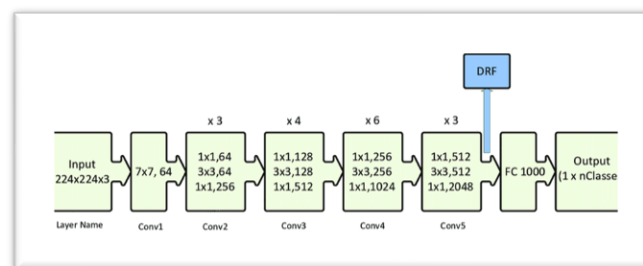 DRF
x 3
x 4
x 6
x 3
Input
224x224x3
7x7, 64
1x1,64
3x3,64
1x1,256
1x1,128
3x3,128
1x1,512
1x1,256
3x3,256
1x1,1024
1x1,512
3x3,512
1x1,2048
FC 1000
Output
(1 x nClasse
Layer Name
Conv1
Conv2
Conv3
Conv4
Conv5